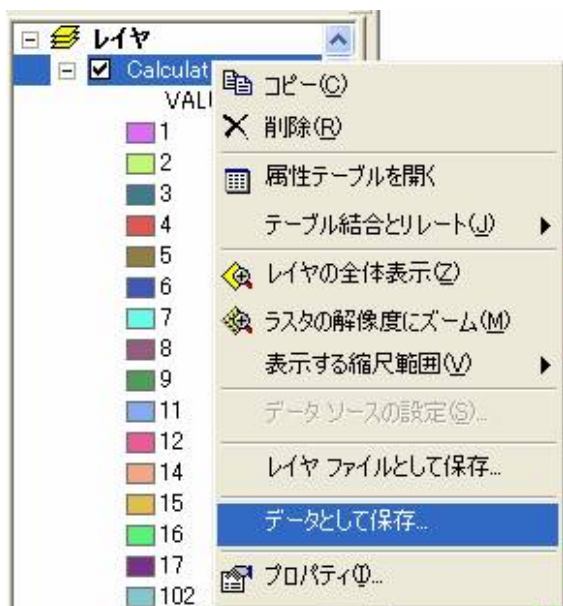 レイヤ
Calculat
VALU
1
2
3
4
5
6
7
8
9
11
12
14
15
16
17
102
コピー(C)
削除(R)
属性テーブルを開く
テーブル結合とリレート(J)
レイヤの全体表示(Z)
ラスタの解像度にズーム(M)
表示する縮尺範囲(V)
データ ソースの設定(S)...
レイヤ ファイルとして保存...
データとして保存...
プロパティ(I)...